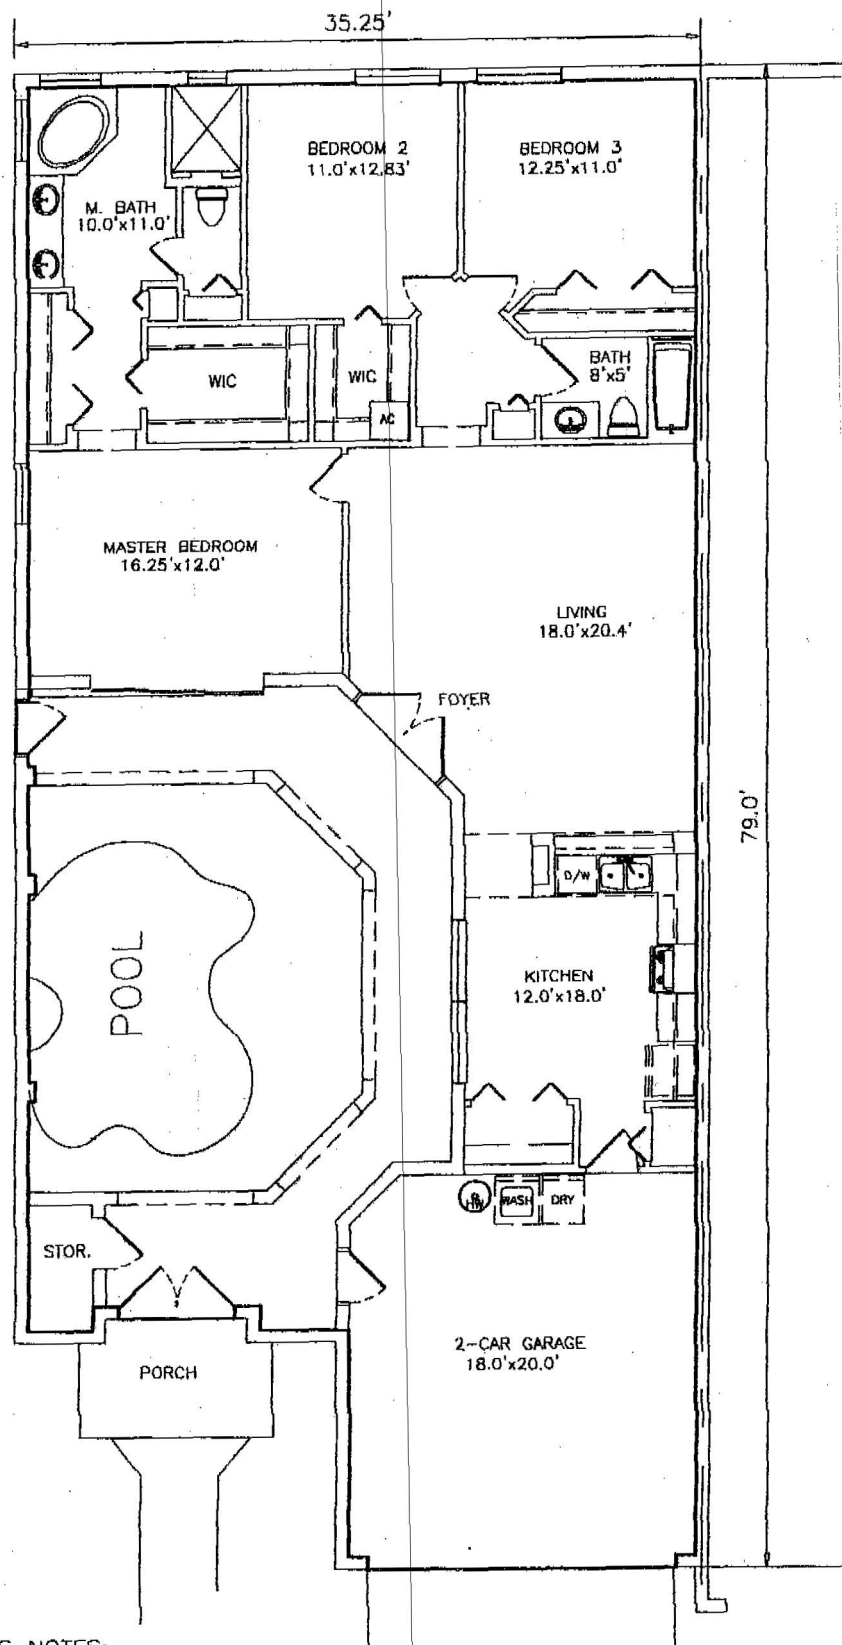 35.25'
BEDROOM 2
11.0'x12.83'
BEDROOM 3
12.25'x11.0'
M. BATH
10.0'x11.0'
WIC
WIC
AC
BATH
8'x5'
MASTER BEDROOM
16.25'x12.0'
LIVING
18.0'x20.4'
FOYER
79.0'
D/W
POOL
KITCHEN
12.0'x18.0'
HW
WASH
DRY
STOR.
2-CAR GARAGE
18.0'x20.0'
PORCH
NOTES: